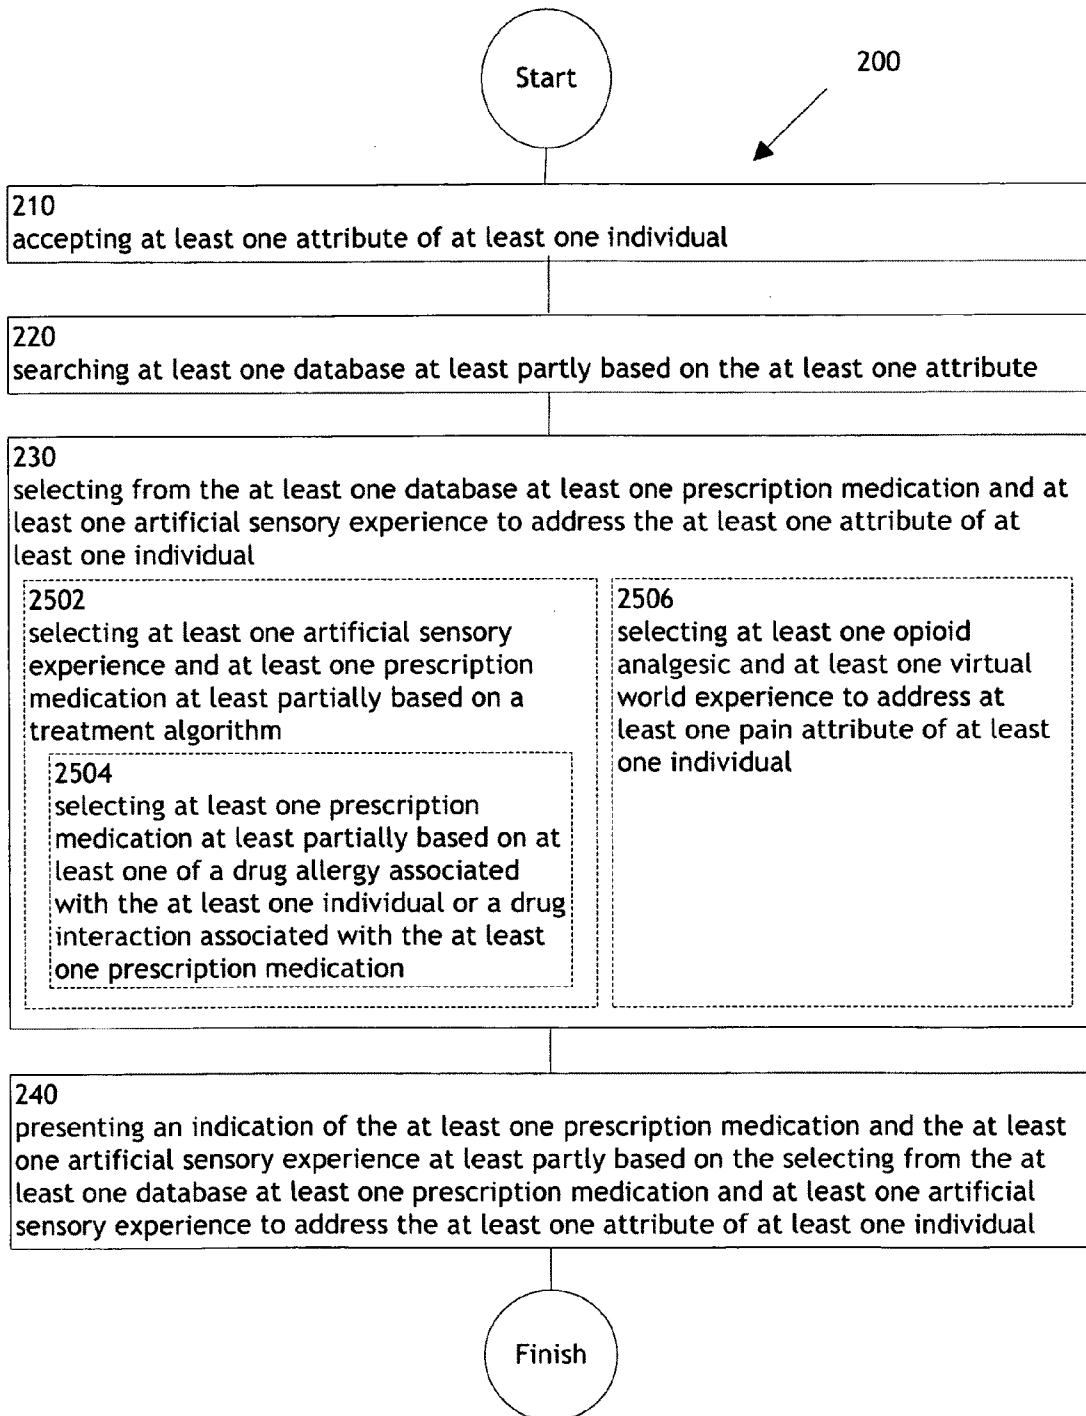 Start
200
210
accepting at least one attribute of at least one individual
220
searching at least one database at least partly based on the at least one attribute
230
selecting from the at least one database at least one prescription medication and at
least one artificial sensory experience to address the at least one attribute of at
least one individual
2502
selecting at least one artificial sensory
experience and at least one prescription
medication at least partially based on a
treatment algorithm
2504
selecting at least one prescription
medication at least partially based on at
least one of a drug allergy associated
with the at least one individual or a drug
interaction associated with the at least
one prescription medication
2506
selecting at least one opioid
analgesic and at least one virtual
world experience to address at
least one pain attribute of at least
one individual
240
presenting an indication of the at least one prescription medication and the at least
one artificial sensory experience at least partly based on the selecting from the at
least one database at least one prescription medication and at least one artificial
sensory experience to address the at least one attribute of at least one individual
Finish